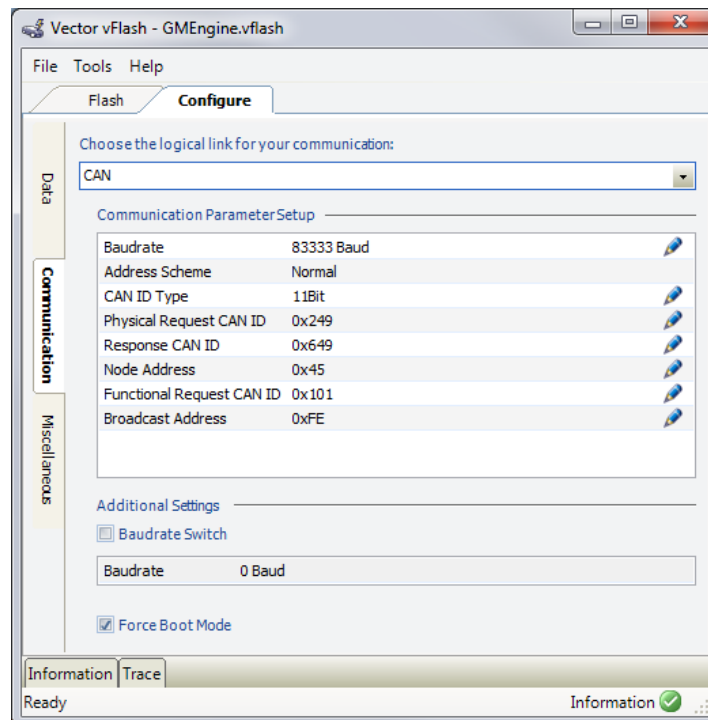 Vector vFlash - GMEngine.vflash
File Tools Help
Flash Configure
Data
Communication
Miscellaneous
Choose the logical link for your communication:
CAN
Communication Parameter Setup
Baudrate 83333 Baud
Address Scheme Normal
CAN ID Type 11Bit
Physical Request CAN ID 0x249
Response CAN ID 0x649
Node Address 0x45
Functional Request CAN ID 0x101
Broadcast Address 0xFE
Additional Settings
Baudrate Switch
Baudrate 0 Baud
Force Boot Mode
Information Trace
Ready Information